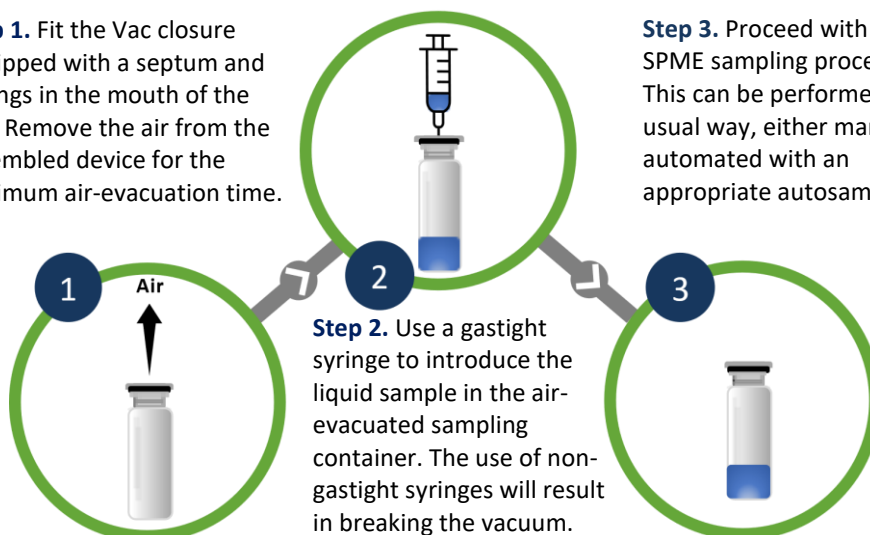 p 1. Fit the Vac closure
ipped with a septum and
ngs in the mouth of the
Remove the air from the
embled device for the
imum air-evacuation time.
1
Air
2
Step 2. Use a gastight
syringe to introduce the
liquid sample in the air-
evacuated sampling
container. The use of non-
gastight syringes will result
in breaking the vacuum.
Step 3. Proceed with
SPME sampling proce
This can be performe
usual way, either
automated with an
appropriate autosam
3